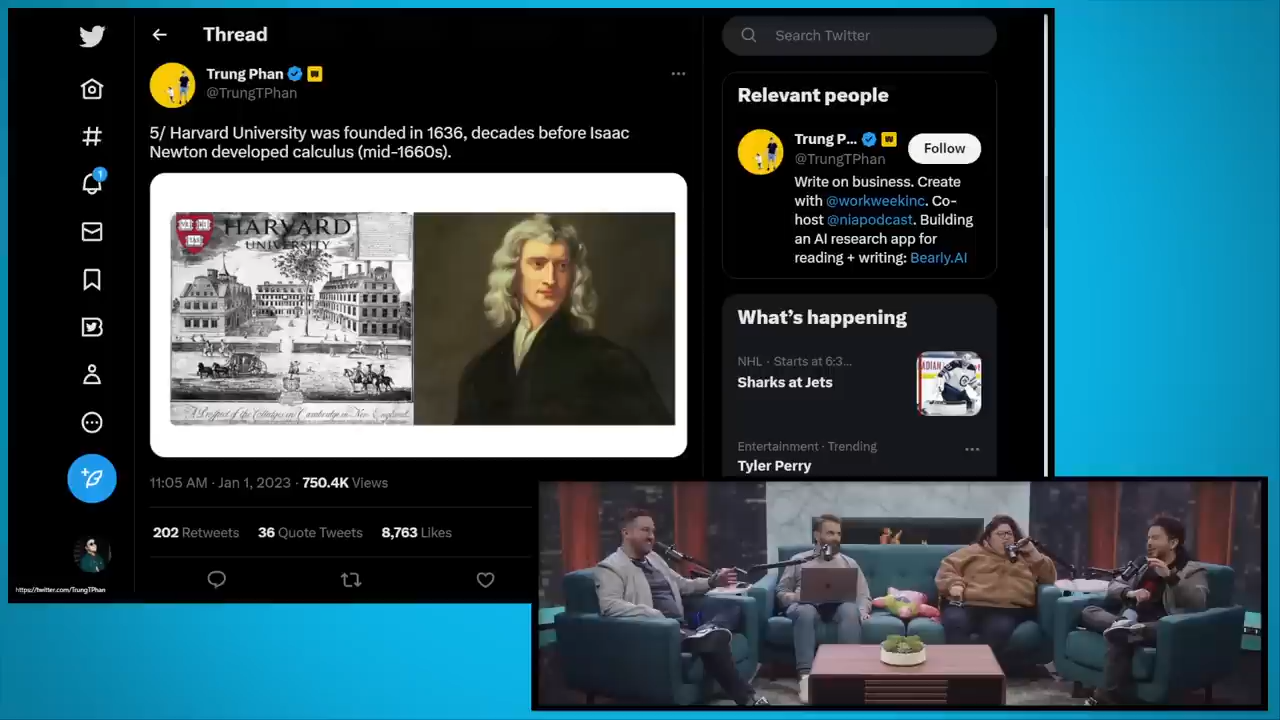 Thread
Trung Phan
@TrungTPhan
5/ Harvard University was founded in 1636, decades before Isaac
Newton developed calculus (mid-1660s).
HARVARD
UNIVERSITY
11:05 AM · Jan 1, 2023 · 750.4K Views
202 Retweets 36 Quote Tweets 8,763 Likes
1
https://twitter.com/TrungTPhan
Search Twitter
Relevant people
Trung P...
@TrungTPhan
Follow
Write on business. Create
with @workweekinc. Co-
host @niapodcast. Building
an AI research app for
reading + writing: Bearly.AI
What's happening
NHL · Starts at 6:3...
Sharks at Jets
Entertainment · Trending
Tyler Perry